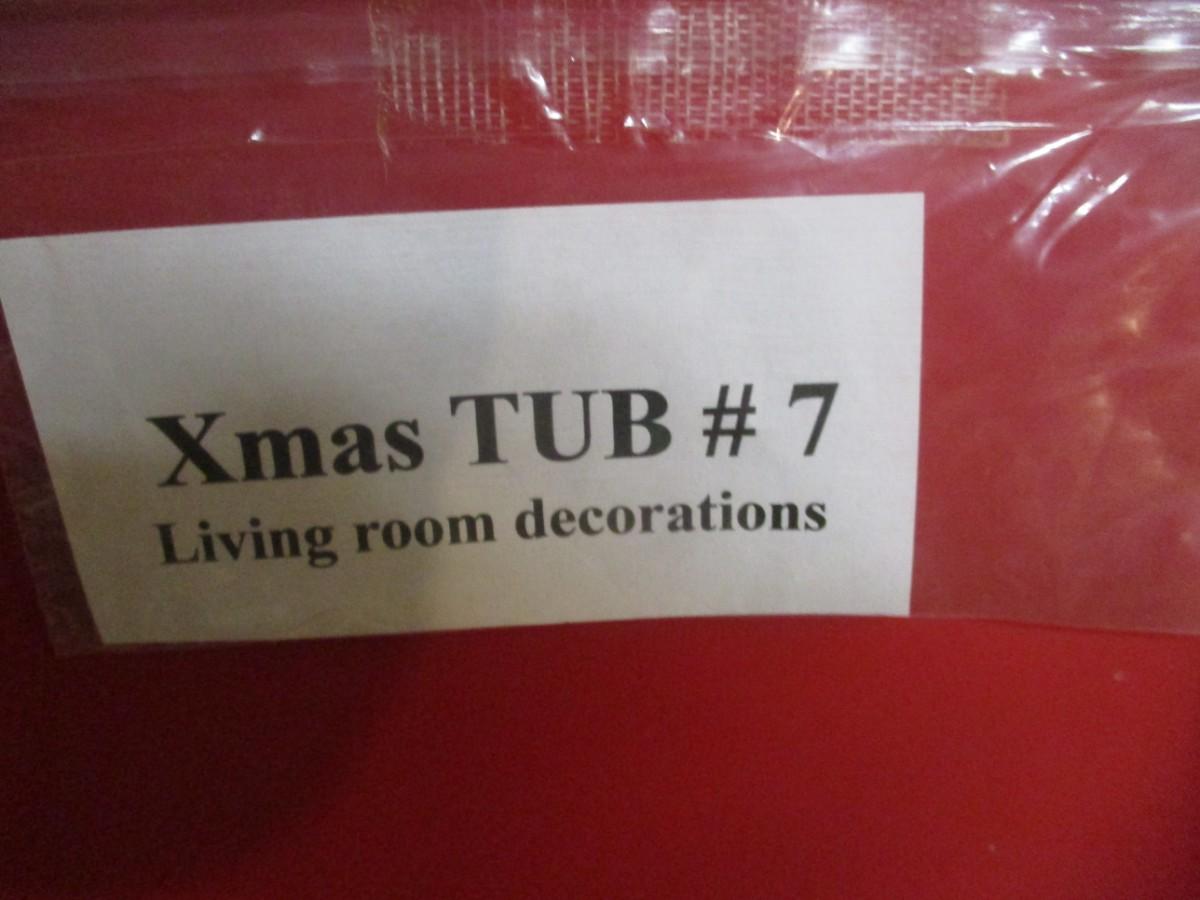 Xmas TUB # 7
Living room decorations